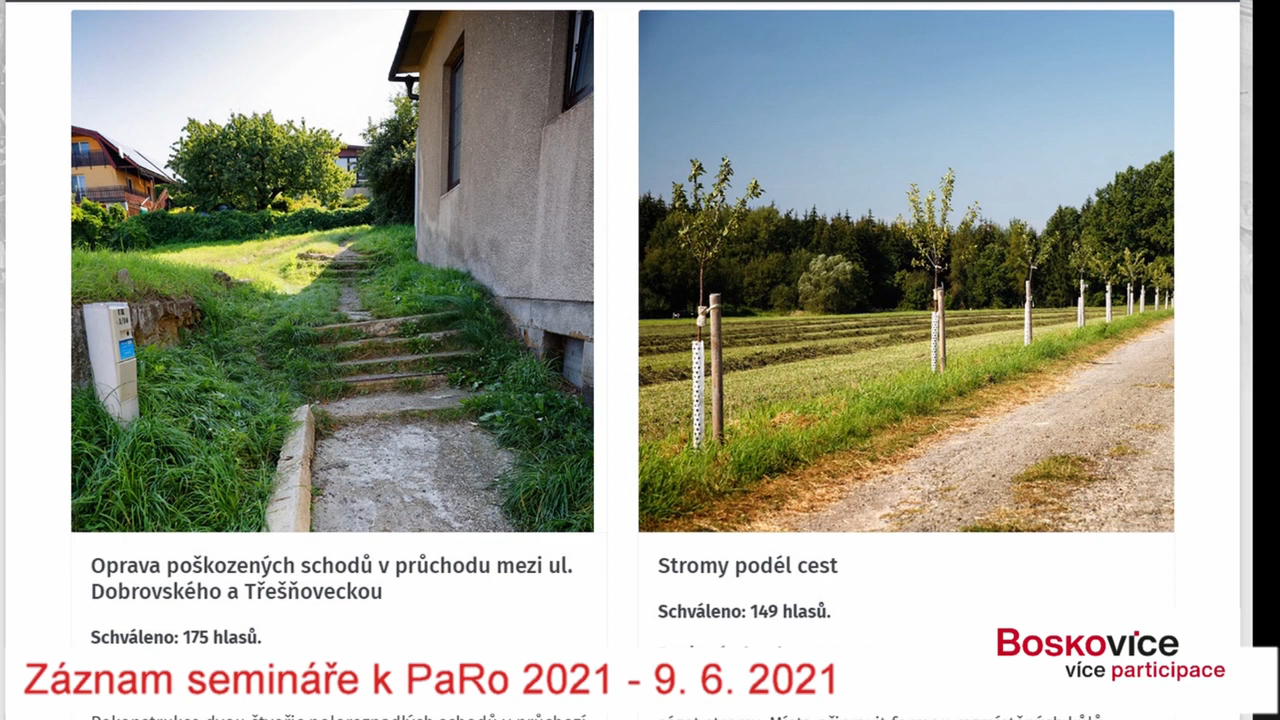 Oprava poškozených schodů v průchodu mezi ul.
Dobrovského a Třešňoveckou
Schváleno: 175 hlasů.
Stromy podél cest
Schváleno: 149 hlasů.
Boskovice
více participace
Záznam semináře k PaRo 2021 - 9. 6. 2021